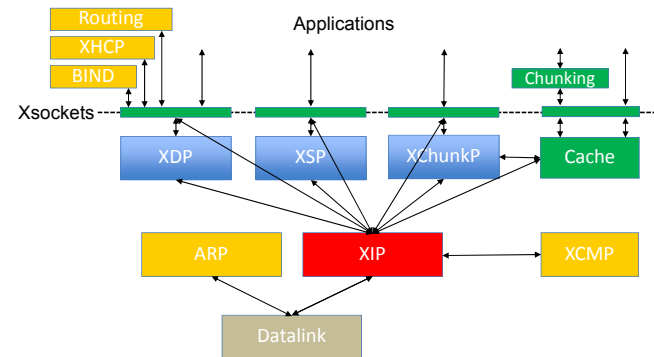 Routing
Applications
XHCP
BIND
Chunking
Xsockets
XDP
XSP
XChunkP
Cache
ARP
XIP
XCMP
Datalink